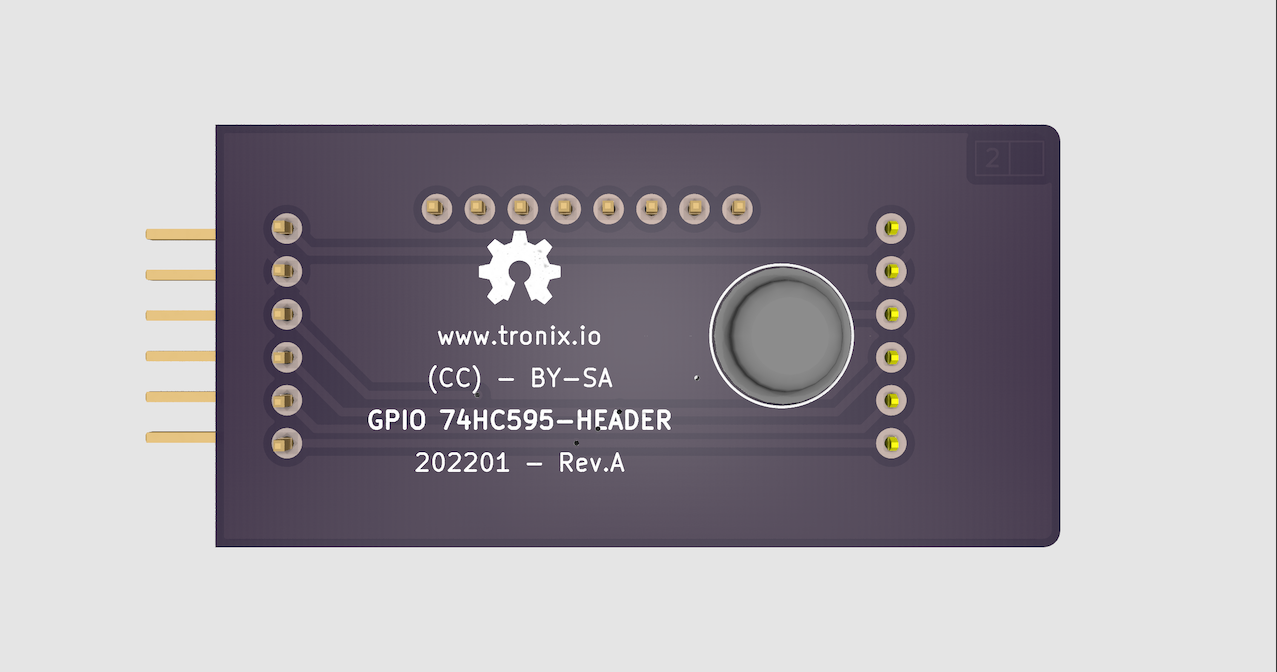 2
www.tronix.io
(CC) - BY-SA
GPIO 74HC595-HEADER
202201 - Rev.A